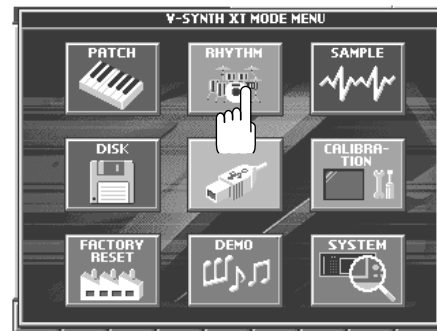 V-SYNTH XT MODE MENU
PATCH
RHYTHM
SAMPLE
DISK
CALIBRA-
TION
FACTORY
RESET
DEMO
SYSTEM